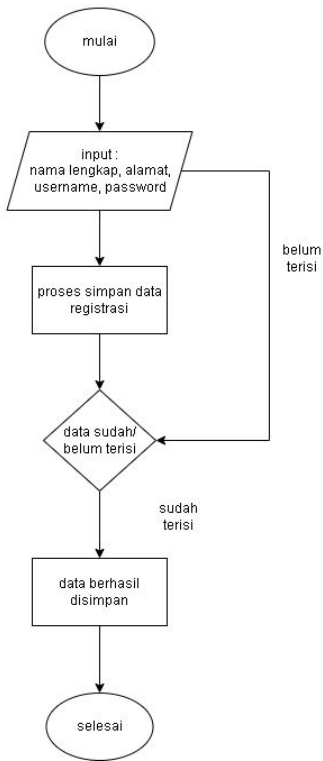 mulai
input :
nama lengkap, alamat,
username, password
belum
terisi
proses simpan data
registrasi
data sudah/
belum terisi
sudah
terisi
data berhasil
disimpan
selesai